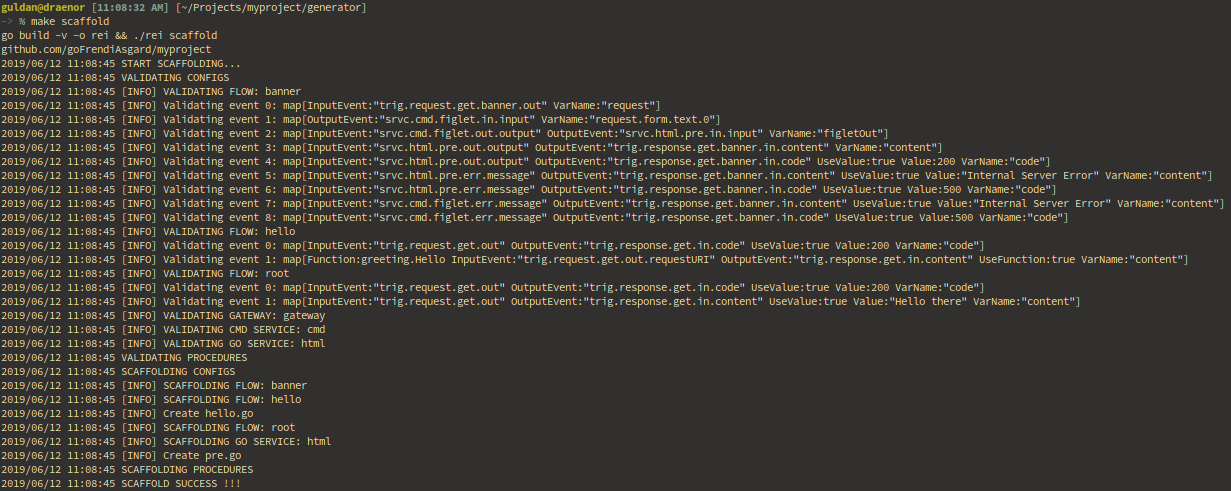 guldan@draenor [11:08:32 AM] [~/Projects/myproject/generator]
-> % make scaffold
go build -v -o rei && ./rei scaffold
github.com/goFrendiAsgard/myproject
2019/06/12 11:08:45 START SCAFFOLDING...
2019/06/12 11:08:45 VALIDATING CONFIGS
2019/06/12 11:08:45 [INFO] VALIDATING FLOW: banner
2019/06/12 11:08:45 [INFO] Validating event 0: map[InputEvent:"trig.request.get.banner.out" VarName:"request"]
2019/06/12 11:08:45 [INFO] Validating event 1: map[OutputEvent:"srvc.cmd.figlet.in.input" VarName:"request.form.text.0"]
2019/06/12 11:08:45 [INFO] Validating event 2: map[InputEvent:"srvc.cmd.figlet.out.output" OutputEvent:"srvc.html.pre.in.input" VarName:"figletOut"]
2019/06/12 11:08:45 [INFO] Validating event 3: map[InputEvent:"srvc.html.pre.out.output" OutputEvent:"trig.response.get.banner.in.content" VarName:"content"]
2019/06/12 11:08:45 [INFO] Validating event 4: map[InputEvent:"srvc.html.pre.out.output" OutputEvent:"trig.response.get.banner.in.code" UseValue:true Value:200 VarName:"code"]
2019/06/12 11:08:45 [INFO] Validating event 5: map[InputEvent:"srvc.html.pre.err.message" OutputEvent:"trig.response.get.banner.in.content" UseValue:true Value:"Internal Server Error" VarName:"content"]
2019/06/12 11:08:45 [INFO] Validating event 6: map[InputEvent:"srvc.html.pre.err.message" OutputEvent:"trig.response.get.banner.in.code" UseValue:true Value:500 VarName:"code"]
2019/06/12 11:08:45 [INFO] Validating event 7: map[InputEvent:"srvc.cmd.figlet.err.message" OutputEvent:"trig.response.get.banner.in.content" UseValue:true Value:"Internal Server Error" VarName:"content"]
2019/06/12 11:08:45 [INFO] Validating event 8: map[InputEvent:"srvc.cmd.figlet.err.message" OutputEvent:"trig.response.get.banner.in.code" UseValue:true Value:500 VarName:"code"]
2019/06/12 11:08:45 [INFO] VALIDATING FLOW: hello
2019/06/12 11:08:45 [INFO] Validating event 0: map[InputEvent:"trig.request.get.out" OutputEvent:"trig.response.get.in.code" UseValue:true Value:200 VarName:"code"]
2019/06/12 11:08:45 [INFO] Validating event 1: map[Function:greeting.Hello InputEvent:"trig.request.get.out.requestURI" OutputEvent:"trig.response.get.in.content" UseFunction:true VarName:"content"]
2019/06/12 11:08:45 [INFO] VALIDATING FLOW: root
2019/06/12 11:08:45 [INFO] Validating event 0: map[InputEvent:"trig.request.get.out" OutputEvent:"trig.response.get.in.code" UseValue:true Value:200 VarName:"code"]
2019/06/12 11:08:45 [INFO] Validating event 1: map[InputEvent:"trig.request.get.out" OutputEvent:"trig.response.get.in.content" UseValue:true Value:"Hello there" VarName:"content"]
2019/06/12 11:08:45 [INFO] VALIDATING GATEWAY: gateway
2019/06/12 11:08:45 [INFO] VALIDATING CMD SERVICE: cmd
2019/06/12 11:08:45 [INFO] VALIDATING GO SERVICE: html
2019/06/12 11:08:45 VALIDATING PROCEDURES
2019/06/12 11:08:45 SCAFFOLDING CONFIGS
2019/06/12 11:08:45 [INFO] SCAFFOLDING FLOW: banner
2019/06/12 11:08:45 [INFO] SCAFFOLDING FLOW: hello
2019/06/12 11:08:45 [INFO] Create hello.go
2019/06/12 11:08:45 [INFO] SCAFFOLDING FLOW: root
2019/06/12 11:08:45 [INFO] SCAFFOLDING GO SERVICE: html
2019/06/12 11:08:45 [INFO] Create pre.go
2019/06/12 11:08:45 SCAFFOLDING PROCEDURES
2019/06/12 11:08:45 SCAFFOLD SUCCESS !!!